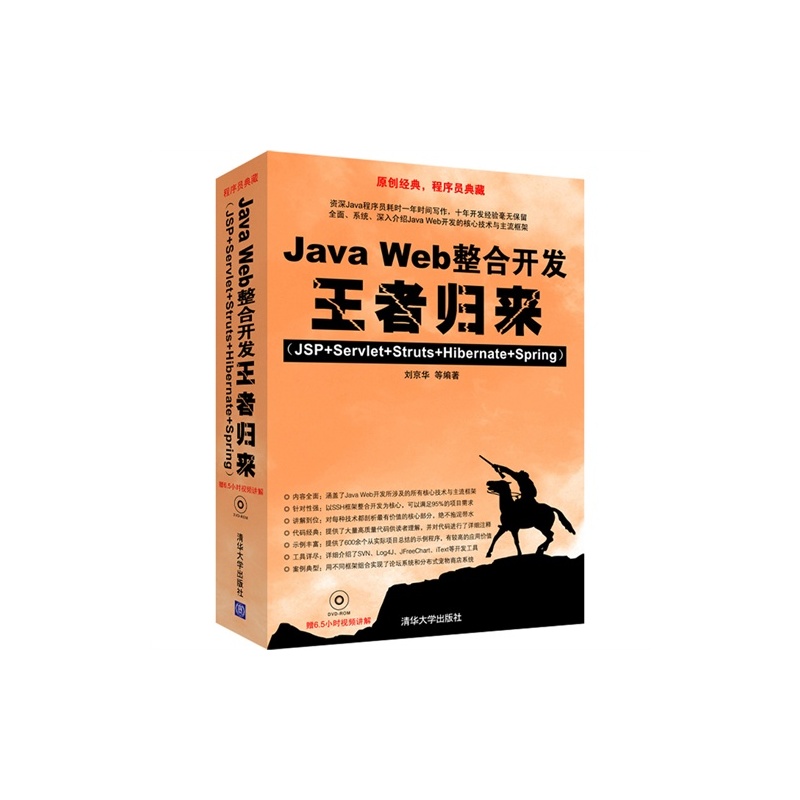 程序员典藏
Java Web整合开发王者归来
(JSP+Servlet+Struts+Hibernate+Spring)
赠6.5小时视频讲解
DVD-ROM
清华大学出版社
原创经典，程序员典藏
资深Java程序员耗时一年时间写作，十年开发经验毫无保留
全面、系统、深入介绍Java Web开发的核心技术与主流框架
Java Web整合开发
王者归来
(JSP+Servlet+Struts+Hibernate+Spring)
刘京华 等编著
内容全面：涵盖了Java Web开发所涉及的所有核心技术与主流框架
针对性强：以SSH框架整合开发为核心，可以满足95%的项目需求
讲解到位：对每种技术都剖析最有价值的核心部分，绝不拖泥带水
代码经典：提供了大量高质量代码供读者理解，并对代码进行了详细注释
示例丰富：提供了600余个从实际项目总结的示例程序，有较高的应用价值
工具详尽：详细介绍了SVN、Log4J、JFreeChart、iText等开发工具
案例典型：用不同框架组合实现了论坛系统和分布式宠物商店系统
DVD-ROM
赠6.5小时视频讲解
清华大学出版社